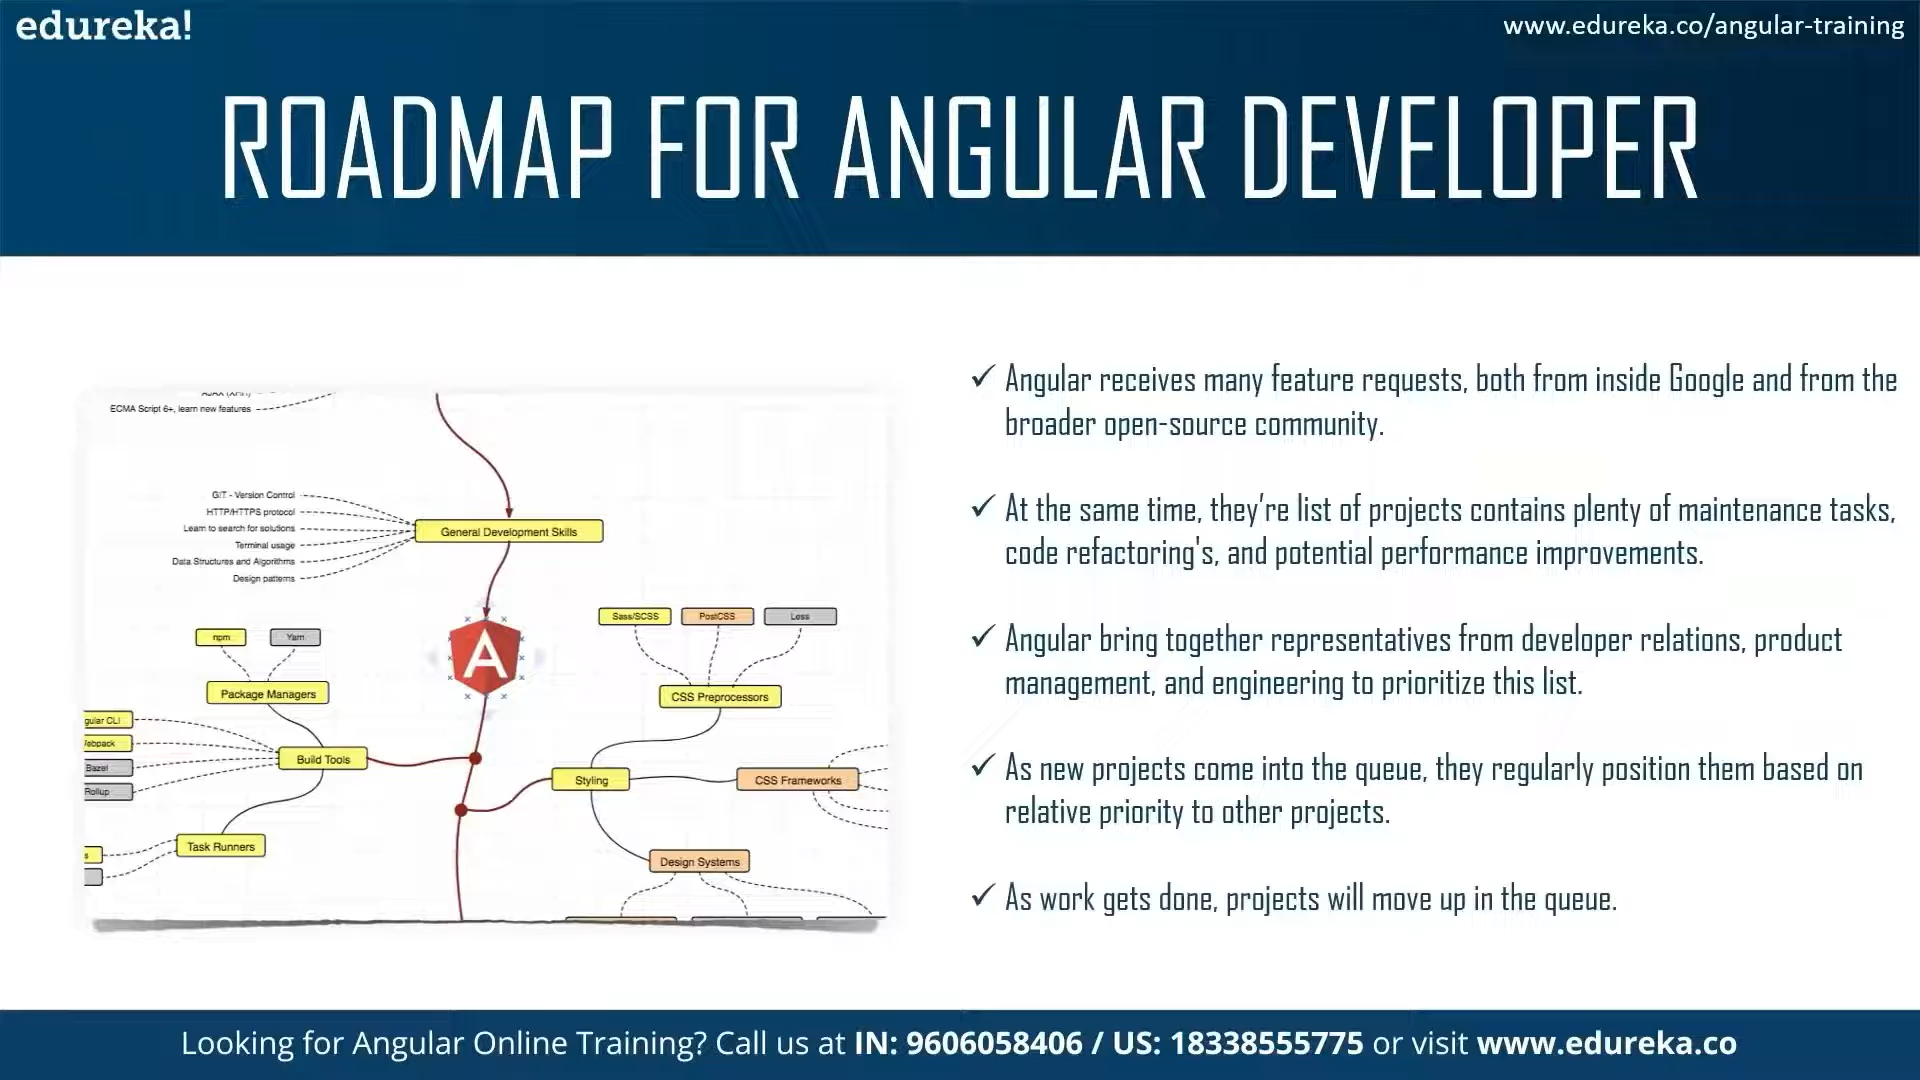 edureka!
www.edureka.co/angular-training
ROADMAP FOR ANGULAR DEVELOPER
ECMA Script 6+, learn new features
GIT - Version Control
HTTP/HTTPS protocol
Learn to search for solutions
Terminal usage
Data Structures and Algorithms
Design patterns
General Development Skills
npm
Yarn
Package Managers
gular CLI
Bazel
Rollup
Build Tools
Task Runners
A
Sass/SCSS
PostCSS
Less
CSS Preprocessors
Styling
CSS Frameworks
Design Systems
✓ Angular receives many feature requests, both from inside Google and from the
broader open-source community.
✓ At the same time, they're list of projects contains plenty of maintenance tasks,
code refactoring's, and potential performance improvements.
✓ Angular bring together representatives from developer relations, product
management, and engineering to prioritize this list.
✓ As new projects come into the queue, they regularly position them based on
relative priority to other projects.
✓ As work gets done, projects will move up in the queue.
Looking for Angular Online Training? Call us at IN: 9606058406 / US: 18338555775 or visit www.edureka.co